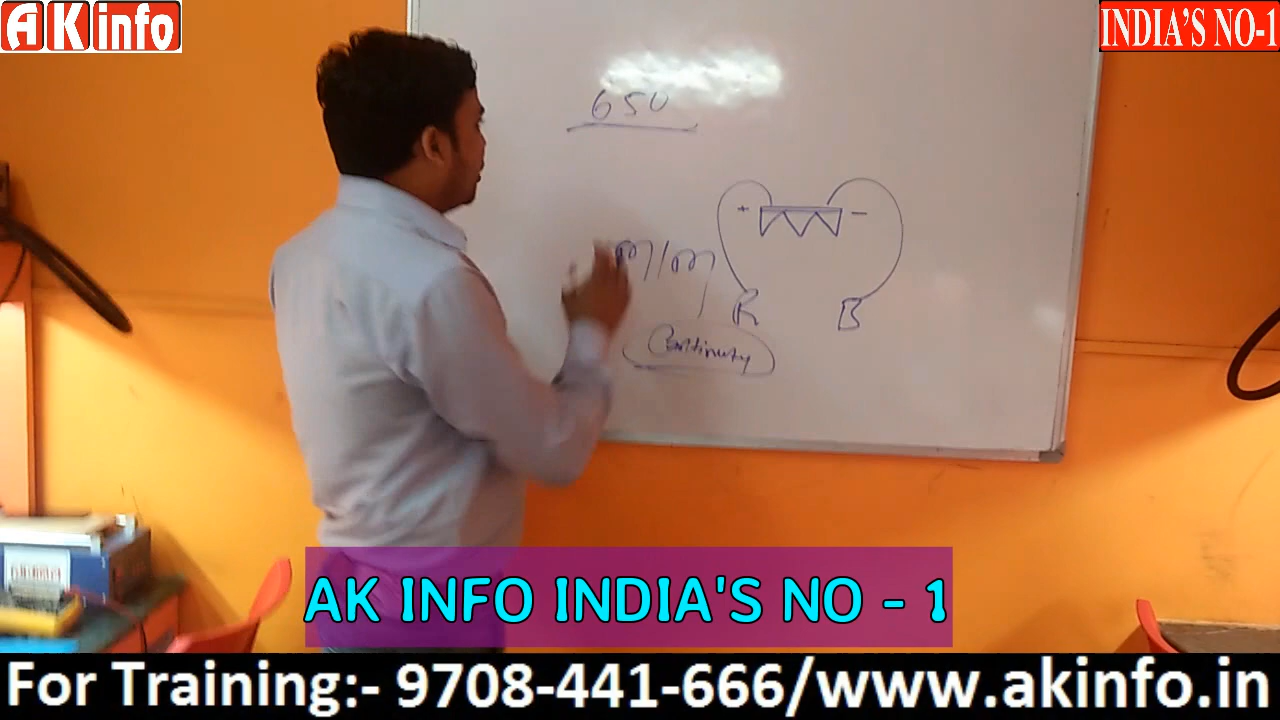 AK info
INDIA'S NO-1
650
+ -
m/m
R B
Continuty
AK INFO INDIA'S NO - 1
For Training:- 9708-441-666/www.akinfo.in